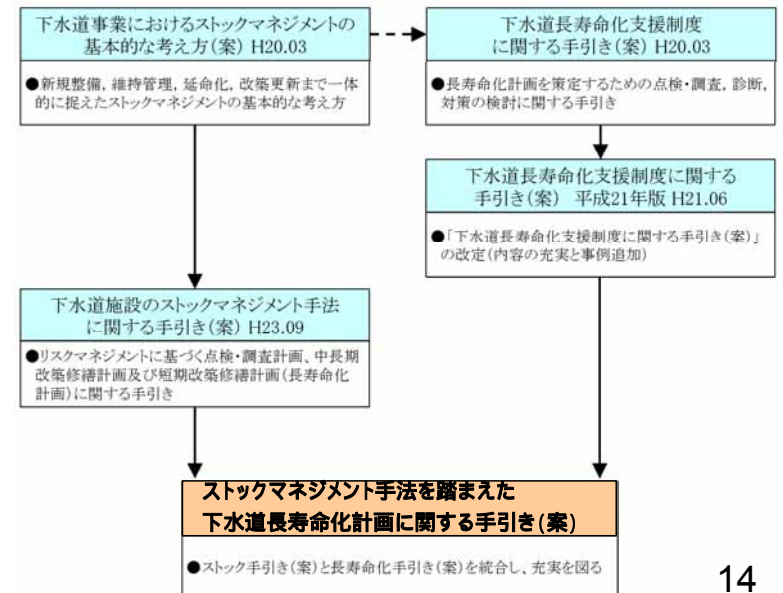 下水道事業におけるストックマネジメントの
基本的な考え方(案) H20.03
●新規整備, 維持管理, 延命化, 改築更新まで一体
的に捉えたストックマネジメントの基本的な考え方
下水道長寿命化支援制度
に関する手引き(案) H20.03
●長寿命化計画を策定するための点検・調査, 診断,
対策の検討に関する手引き
下水道長寿命化支援制度に関する
手引き(案) 平成21年版 H21.06
●「下水道長寿命化支援制度に関する手引き(案)」
の改定(内容の充実と事例追加)
下水道施設のストックマネジメント手法
に関する手引き(案) H23.09
●リスクマネジメントに基づく点検・調査計画、中長期
改築修繕計画及び短期改築修繕計画(長寿命化
計画)に関する手引き
ストックマネジメント手法を踏まえた
下水道長寿命化計画に関する手引き(案)
●ストック手引き(案)と長寿命化手引き(案)を統合し、充実を図る
14